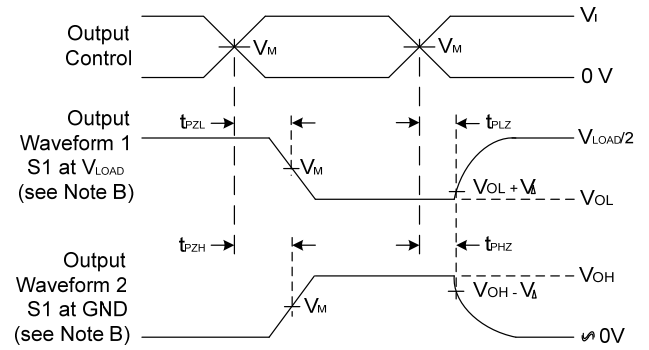 Output
Control
VM
VM
VI
0 V
Output
Waveform 1
S1 at VLOAD
(see Note B)
tPZL
tPLZ
VM
VLOAD/2
VOL + VΔ
VOL
Output
Waveform 2
S1 at GND
(see Note B)
tPZH
tPHZ
VM
VOH
VOH - VΔ
0V